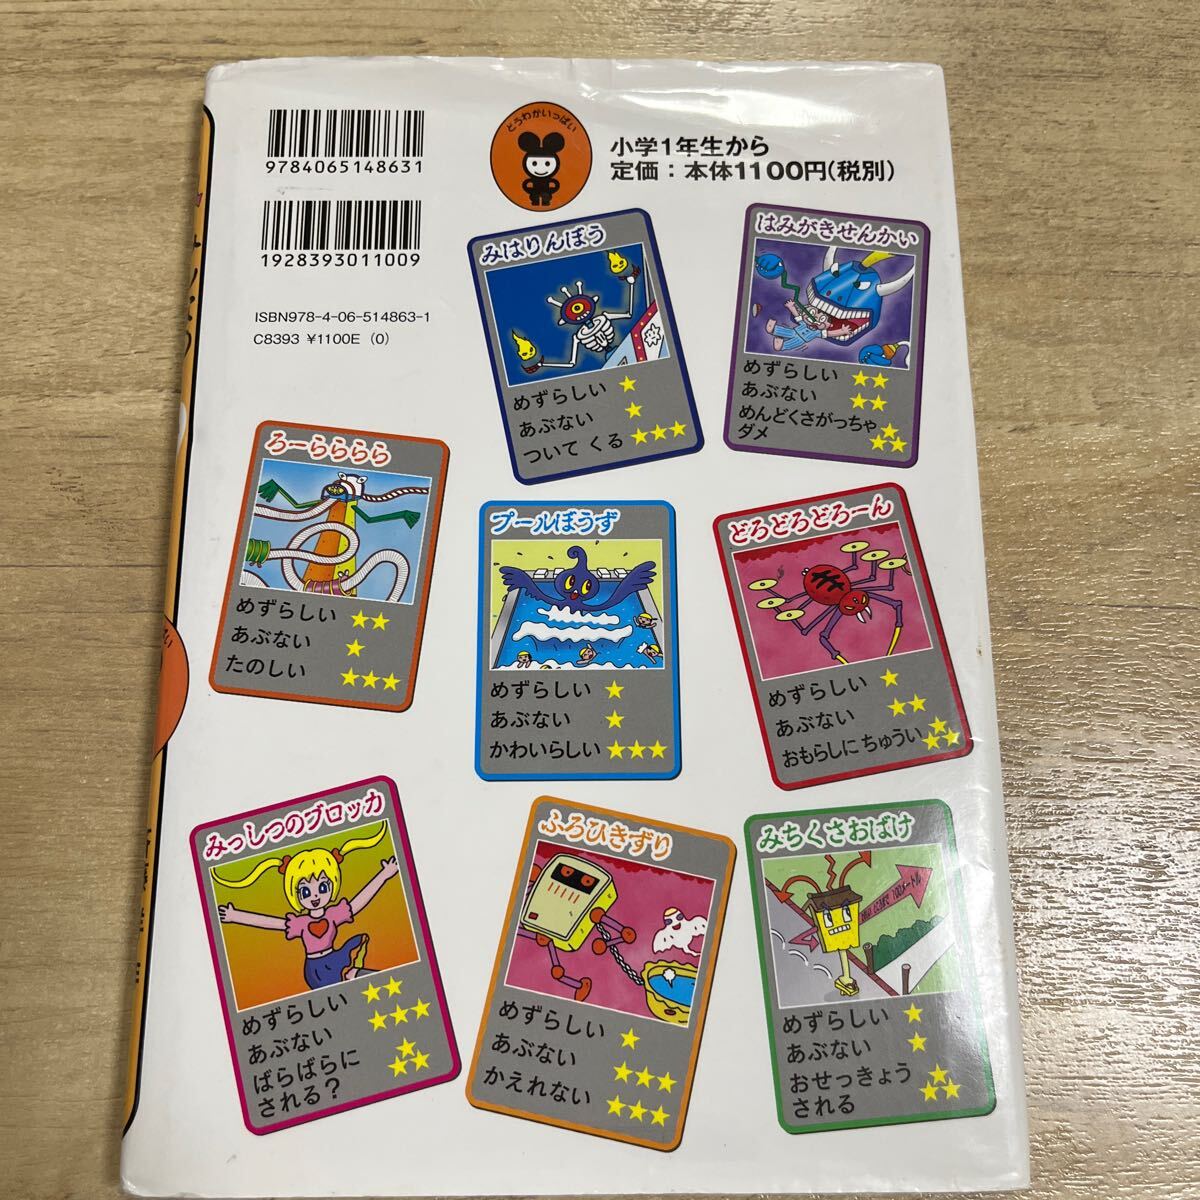 9784065148631
1928393011009
ISBN978-4-06-514863-1
C8393 ¥1100E (0)
どうわがいっぱい
小学1年生から
定価：本体1100円(税別)
みはりんぼう
めずらしい ★
あぶない ★
ついて くる ★★★
はみがきせんかい
めずらしい ★★
あぶない ★★
めんどくさがっちゃ
ダメ ★★★
ろーらららら
めずらしい ★★
あぶない ★
たのしい ★★★
プールぼうず
めずらしい ★
あぶない ★
かわいらしい ★★★
どろどろどろーん
めずらしい ★
あぶない ★★
おもらしに ちゅうい ★★★
みっしつのブロッカ
めずらしい ★★
あぶない ★★★
ばらばらに
される？ ★★★
ふろひきずり
めずらしい ★
あぶない ★★★
かえれない ★★★
みちくさおばけ
めずらしい ★
あぶない ★
おせっきょう
される ★★★